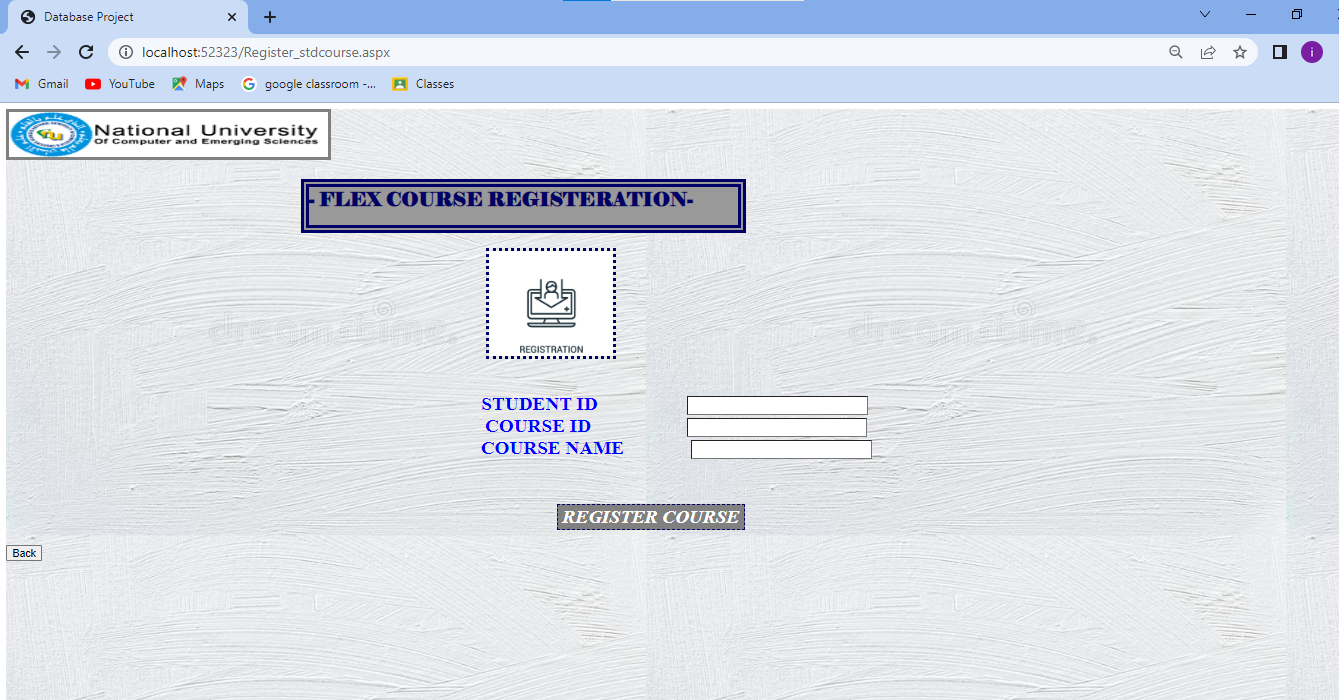 Database Project
localhost:52323/Register_stdcourse.aspx
i
Gmail YouTube Maps google classroom -... Classes
National University
Of Computer and Emerging Sciences
- FLEX COURSE REGISTERATION-
dreamstime.
dreamstime.
REGISTRATION
STUDENT ID
COURSE ID
COURSE NAME
REGISTER COURSE
Back